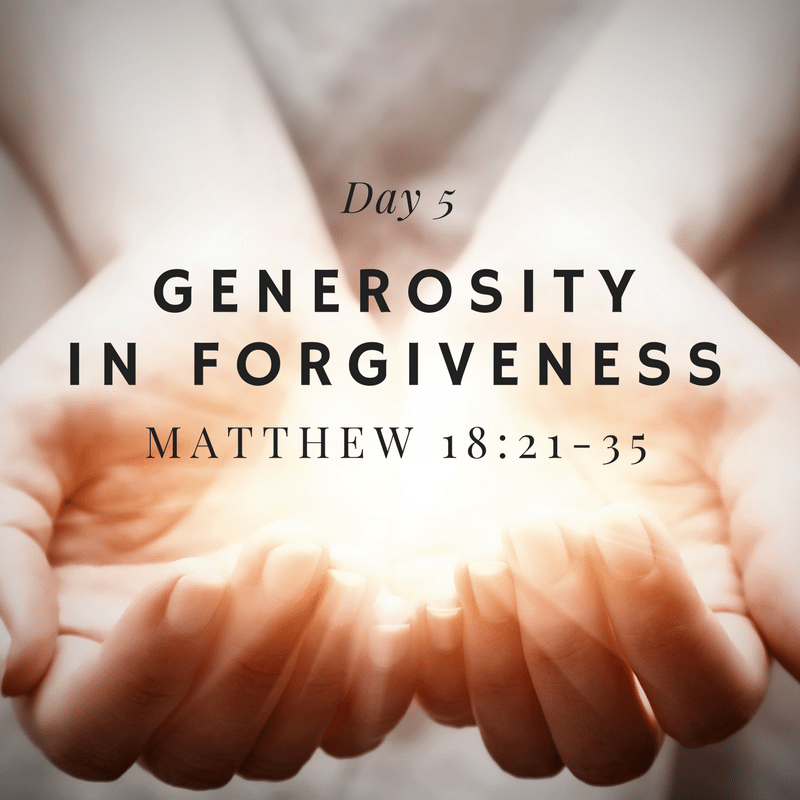 Day 5
GENEROSITY
IN FORGIVENESS
MATTHEW 18:21-35